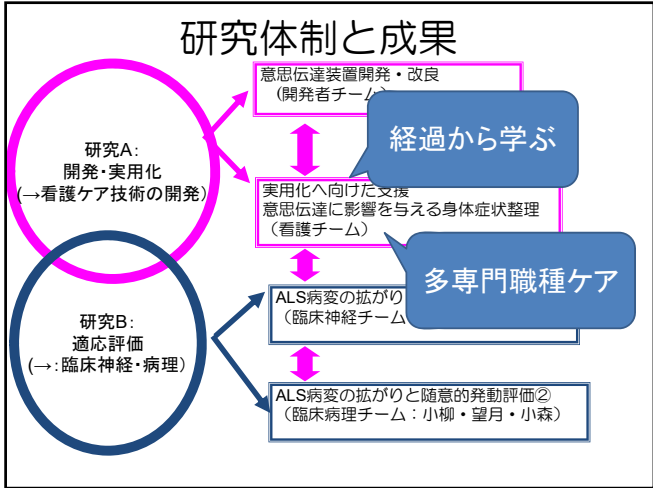 研究体制と成果
意思伝達装置開発・改良
(開発者チーム
経過から学ぶ
研究A:
開発・実用化
(→看護ケア技術の開発)
実用化へ向けた支援
意思伝達に影響を与える身体症状整理
（看護チーム）
多専門職種ケア
ALS病変の拡がり
（臨床神経チーム
研究B:
適応評価
(→:臨床神経・病理）
ALS病変の拡がりと随意的発動評価②
（臨床病理チーム：小柳・望月・小森）